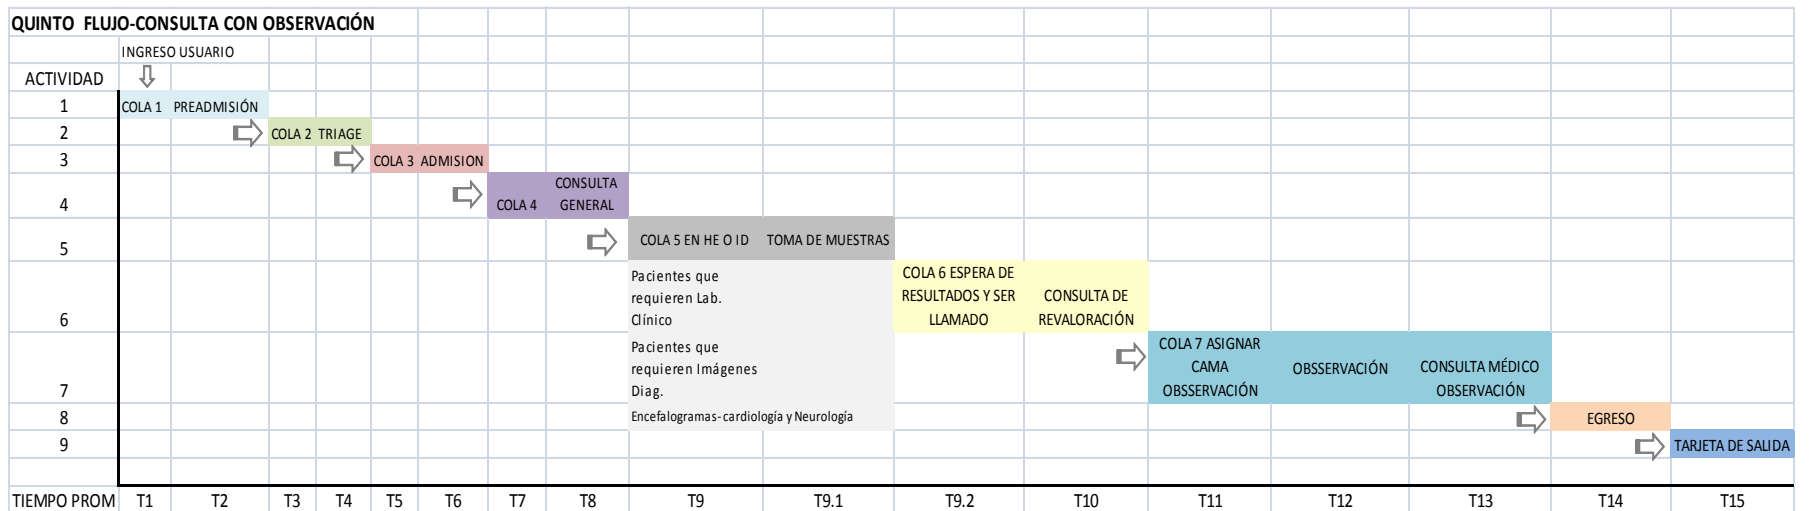 QUINTO FLUJO-CONSULTA CON OBSERVACIÓN
INGRESO USUARIO
ACTIVIDAD
1 COLA 1 PREADMISIÓN
2 COLA 2 TRIAGE
3 COLA 3 ADMISION
4 COLA 4 CONSULTA GENERAL
5 COLA 5 EN HE O ID TOMA DE MUESTRAS
Pacientes que
requieren Lab.
Clínico
COLA 6 ESPERA DE
RESULTADOS Y SER
LLAMADO
CONSULTA DE
REVALORACIÓN
6
Pacientes que
requieren Imágenes
Diag.
COLA 7 ASIGNAR
CAMA
OBSSERVACIÓN
OBSSERVACIÓN
CONSULTA MÉDICO
OBSERVACIÓN
7
8 Encefalogramas- cardiología y Neurología EGRESO
9 TARJETA DE SALIDA
TIEMPO PROM T1 T2 T3 T4 T5 T6 T7 T8 T9 T9.1 T9.2 T10 T11 T12 T13 T14 T15